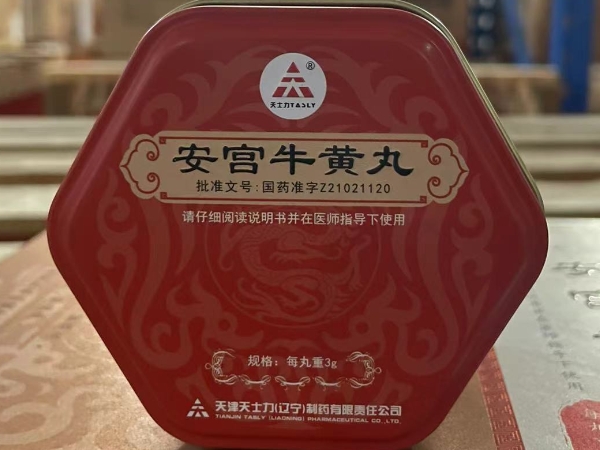 ®
天士力TASLY
安宫牛黄丸
批准文号:国药准字Z21021120
请仔细阅读说明书并在医师指导下使用
规格：每丸重3g
天津天士力(辽宁)制药有限责任公司
TIANJIN TASLY (LIAONING) PHARMACEUTICAL CO.,LTD.